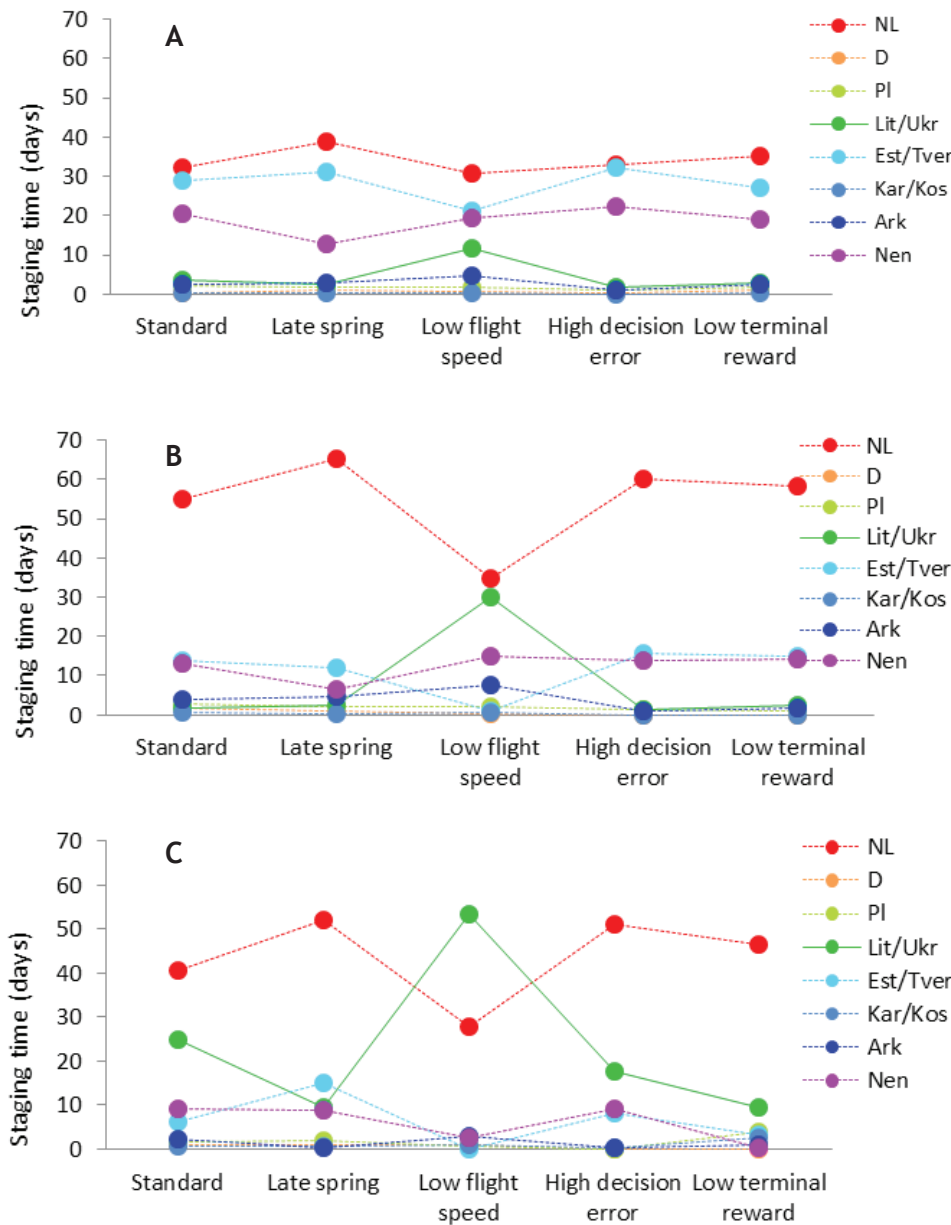 A
Staging time (days)
70
60
50
40
30
20
10
0
Standard
Late spring
Low flight
speed
High decision
error
Low terminal
reward
NL
D
Pl
Lit/Ukr
Est/Tver
Kar/Kos
Ark
Nen
B
Staging time (days)
70
60
50
40
30
20
10
0
Standard
Late spring
Low flight
speed
High decision
error
Low terminal
reward
NL
D
Pl
Lit/Ukr
Est/Tver
Kar/Kos
Ark
Nen
C
Staging time (days)
70
60
50
40
30
20
10
0
Standard
Late spring
Low flight
speed
High decision
error
Low terminal
reward
NL
D
Pl
Lit/Ukr
Est/Tver
Kar/Kos
Ark
Nen